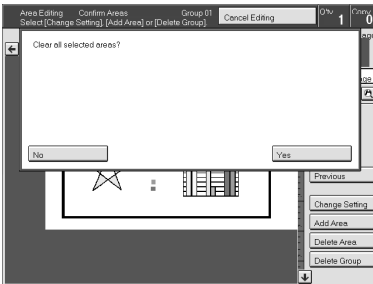 Area Editing Confirm Areas Group 01
Select [Change Setting], [Add Area] or [Delete Group].
Cancel Editing
1
0
Clear all selected areas?
No
Yes
Previous
Change Setting
Add Area
Delete Area
Delete Group